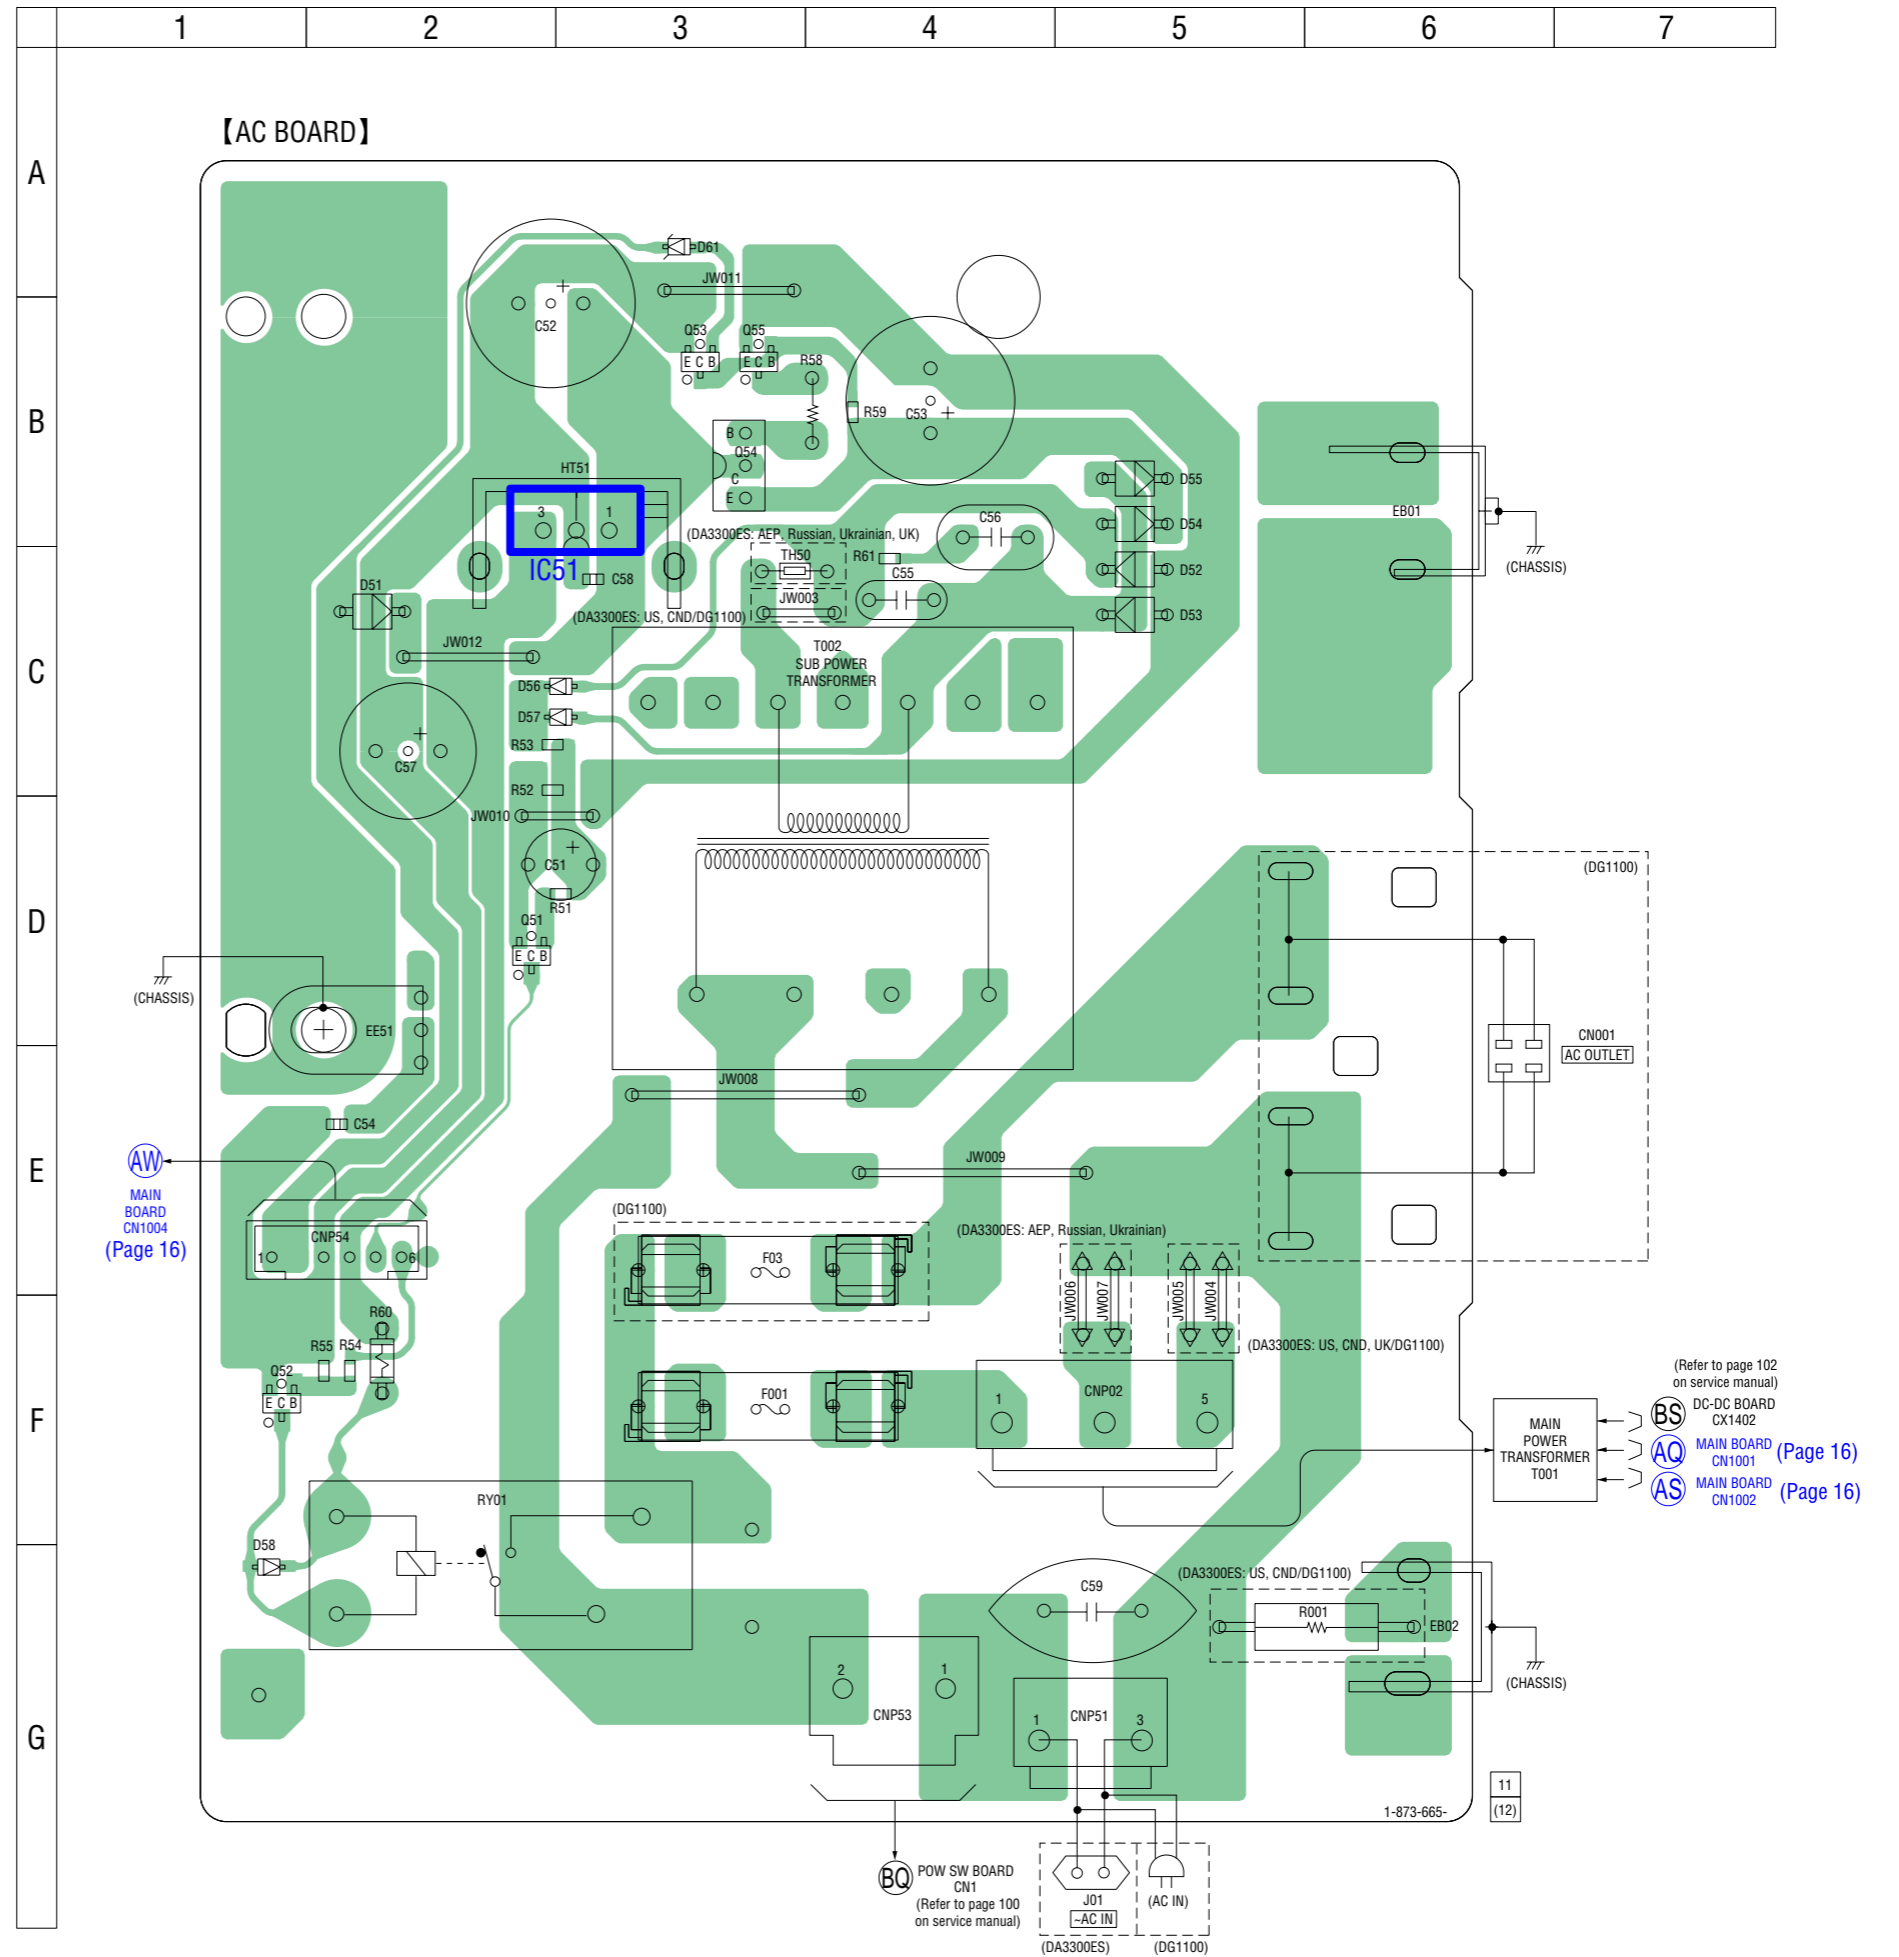 1 2 3 4 5 6 7
A
B
C
D
E
F
G
【AC BOARD】
D61
JW011
C52
Q53
E C B
Q55
E C B
R58
R59
C53
B
Q54
C
E
HT51
3
1
IC51
C58
(DA3300ES: AEP, Russian, Ukrainian, UK)
TH50
R61
C56
C55
JW003
(DA3300ES: US, CND/DG1100)
D55
D54
D52
D53
EB01
(CHASSIS)
D51
JW012
T002
SUB POWER
TRANSFORMER
D56
D57
R53
C57
R52
JW010
C51
R51
Q51
E C B
(CHASSIS)
EE51
(DG1100)
CN001
AC OUTLET
JW008
C54
JW009
AW
MAIN
BOARD
CN1004
(Page 16)
CNP54
1
6
(DG1100)
F03
(DA3300ES: AEP, Russian, Ukrainian)
JW006
JW007
JW005
JW004
(DA3300ES: US, CND, UK/DG1100)
R60
R55
R54
Q52
E C B
F001
1
CNP02
5
MAIN
POWER
TRANSFORMER
T001
(Refer to page 102
on service manual)
BS
DC-DC BOARD
CX1402
AQ
MAIN BOARD
CN1001
(Page 16)
AS
MAIN BOARD
CN1002
(Page 16)
RY01
D58
C59
(DA3300ES: US, CND/DG1100)
R001
EB02
(CHASSIS)
2
1
CNP53
1
CNP51
3
1-873-665-
11
(12)
BQ
POW SW BOARD
CN1
(Refer to page 100
on service manual)
J01
~AC IN
(AC IN)
(DA3300ES)
(DG1100)